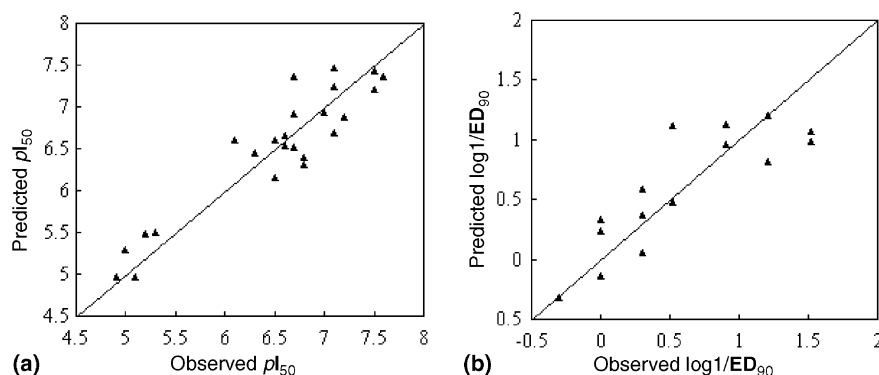 Predicted pI50
8
7.5
7
6.5
6
5.5
5
4.5
4.5 5 5.5 6 6.5 7 7.5 8
(a) Observed pI50
Predicted log1/ED90
2
1.5
1
0.5
0
0.5
-0.5 0 0.5 1 1.5 2
(b) Observed log1/ED90